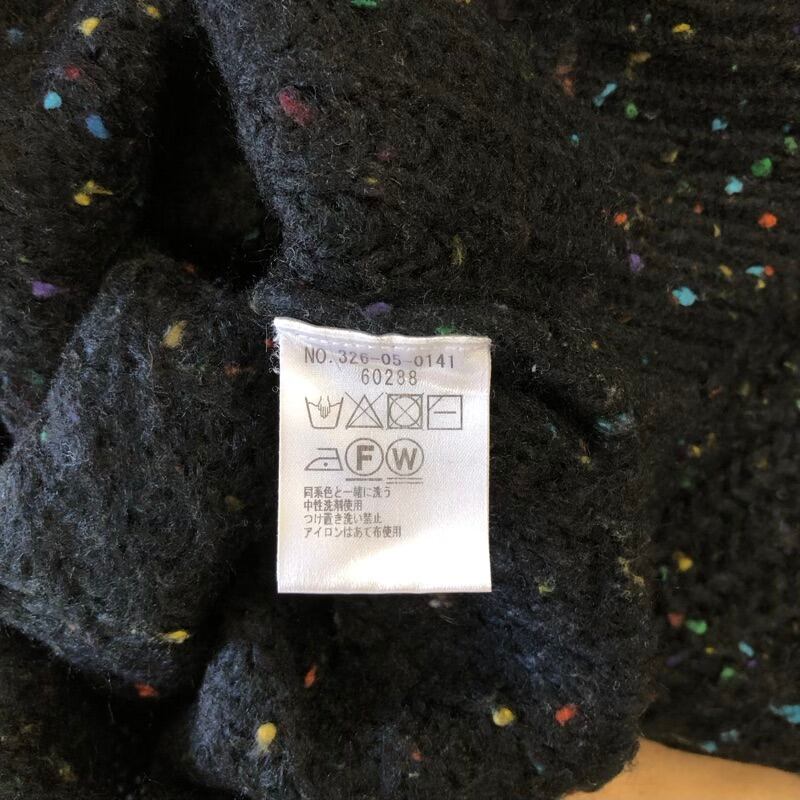 NO.326-05-0141
60288
F W
同系色と一緒に洗う
中性洗剤使用
つけ置き洗い禁止
アイロンはあて布使用